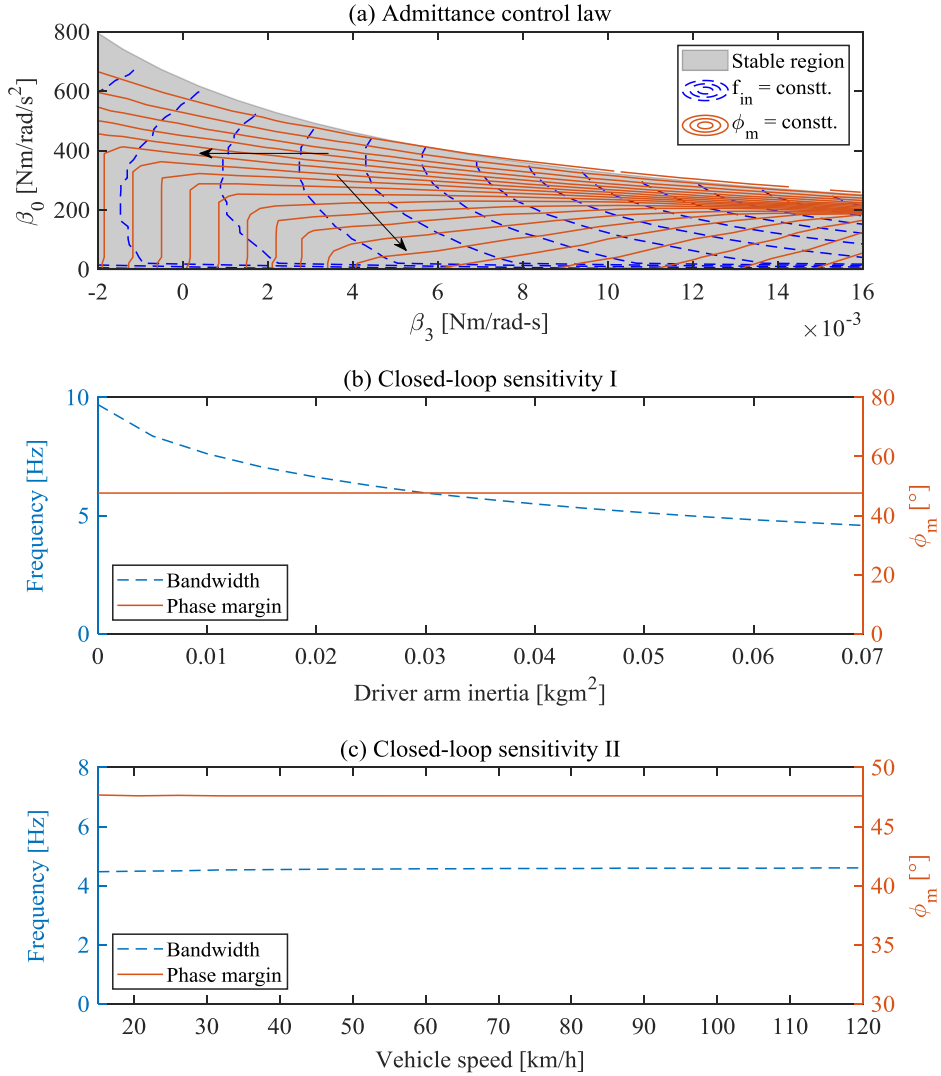 (a) Admittance control law
β₀ [Nm/rad/s²]
800
600
400
200
0
Stable region
f_in = constt.
ϕ_m = constt.
-2 0 2 4 6 8 10 12 14 16
β₃ [Nm/rad-s]
×10⁻³
(b) Closed-loop sensitivity I
Frequency [Hz]
10
5
0
80
60
40
20
0
ϕ_m [°]
Bandwidth
Phase margin
0 0.01 0.02 0.03 0.04 0.05 0.06 0.07
Driver arm inertia [kgm²]
(c) Closed-loop sensitivity II
Frequency [Hz]
8
6
4
2
0
50
45
40
35
30
ϕ_m [°]
Bandwidth
Phase margin
20 30 40 50 60 70 80 90 100 110 120
Vehicle speed [km/h]